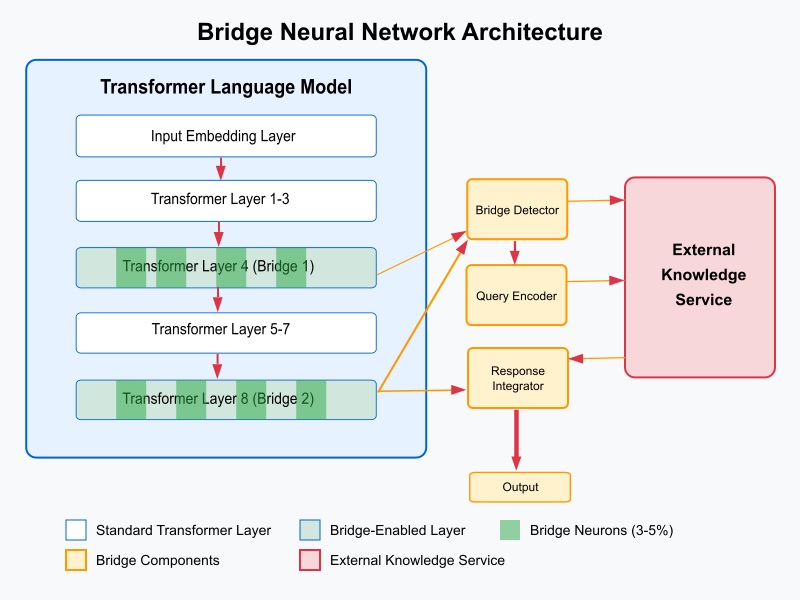 Bridge Neural Network Architecture
Transformer Language Model
Input Embedding Layer
Transformer Layer 1-3
Transformer Layer 4 (Bridge 1)
Transformer Layer 5-7
Transformer Layer 8 (Bridge 2)
Bridge Detector
Query Encoder
Response
Integrator
Output
External
Knowledge
Service
Standard Transformer Layer
Bridge-Enabled Layer
Bridge Neurons (3-5%)
Bridge Components
External Knowledge Service